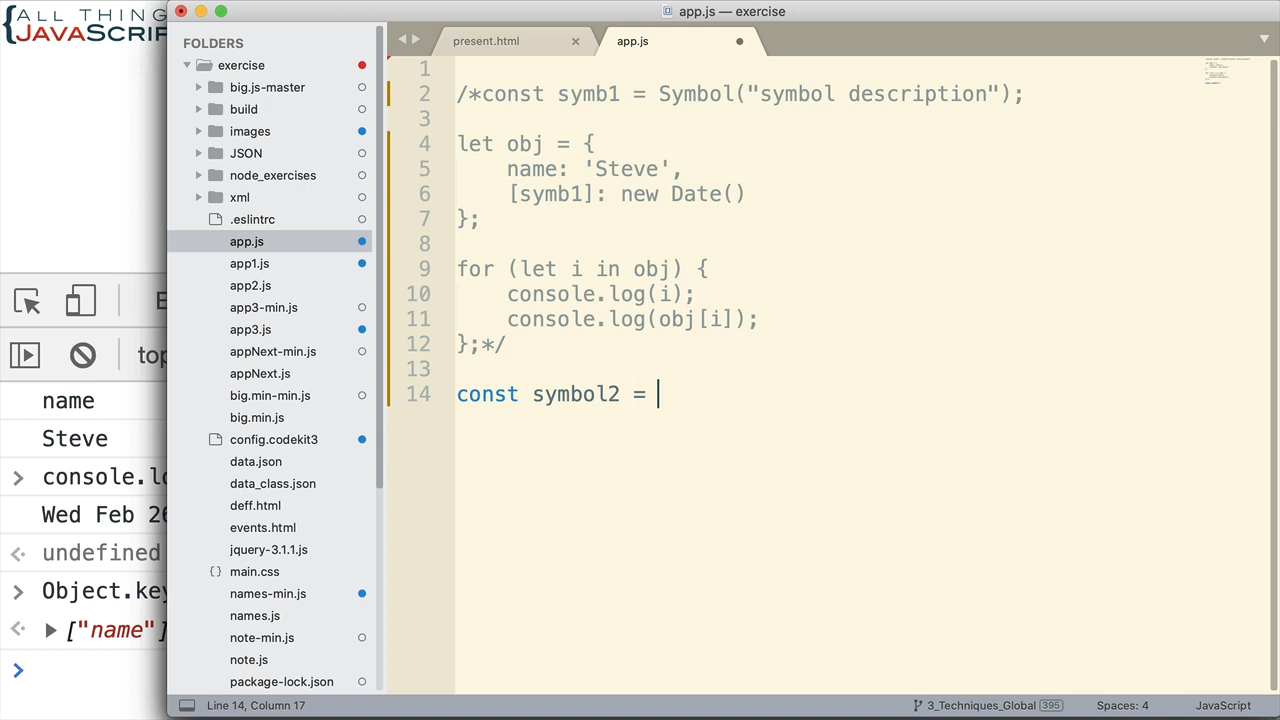 {ALL THING
JAVASCRIP
app.js — exercise
FOLDERS
exercise
big.js-master
build
images
JSON
node_exercises
xml
.eslintrc
app.js
app1.js
app2.js
app3-min.js
app3.js
appNext-min.js
appNext.js
big.min-min.js
big.min.js
config.codekit3
data.json
data_class.json
deff.html
events.html
jquery-3.1.1.js
{} main.css
names-min.js
names.js
note-min.js
note.js
package-lock.json
present.html ×
app.js
1
2 /*const symb1 = Symbol("symbol description");
3
4 let obj = {
5 name: 'Steve',
6 [symb1]: new Date()
7 };
8
9 for (let i in obj) {
10 console.log(i);
11 console.log(obj[i]);
12 };*/
13
14 const symbol2 =
top
name
Steve
> console.lo
Wed Feb 26
undefined
> Object.key
["name"]
>
Line 14, Column 17
3_Techniques_Global 395
Spaces: 4
JavaScript